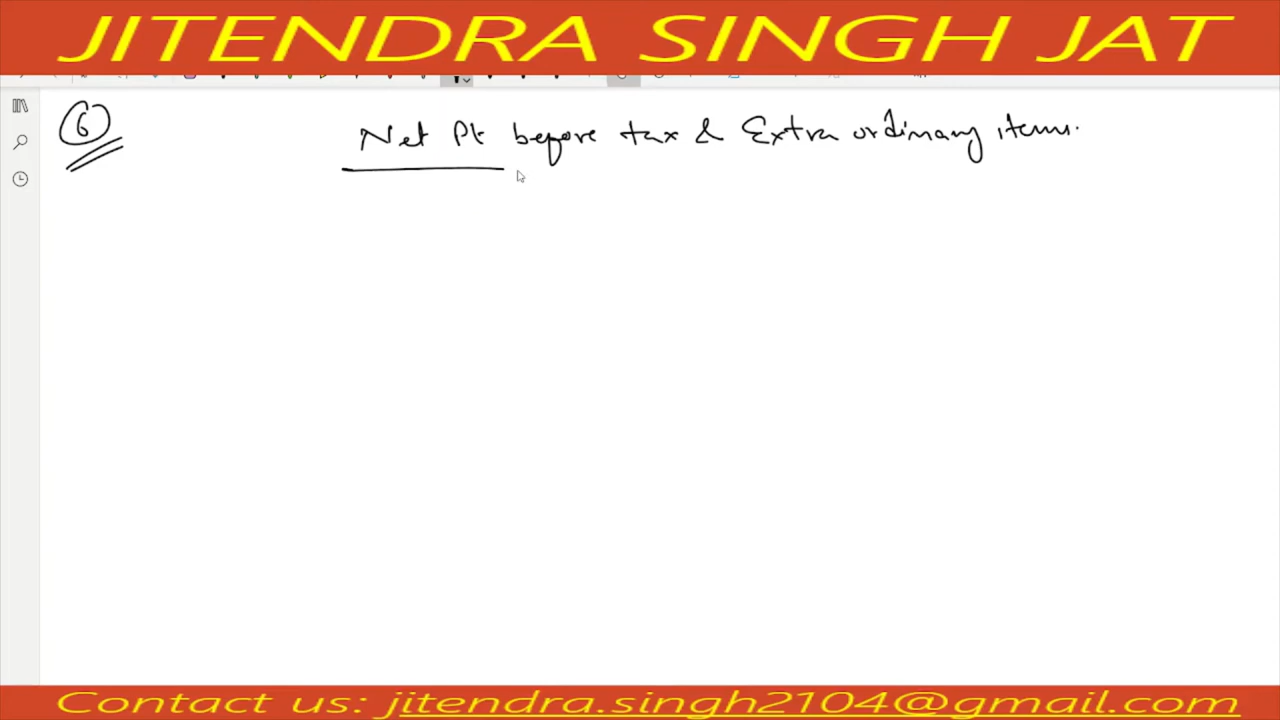 JITENDRA SINGH JAT
6
Net Pt before tax & Extra ordinary items.
Contact us: jitendra.singh2104@gmail.com